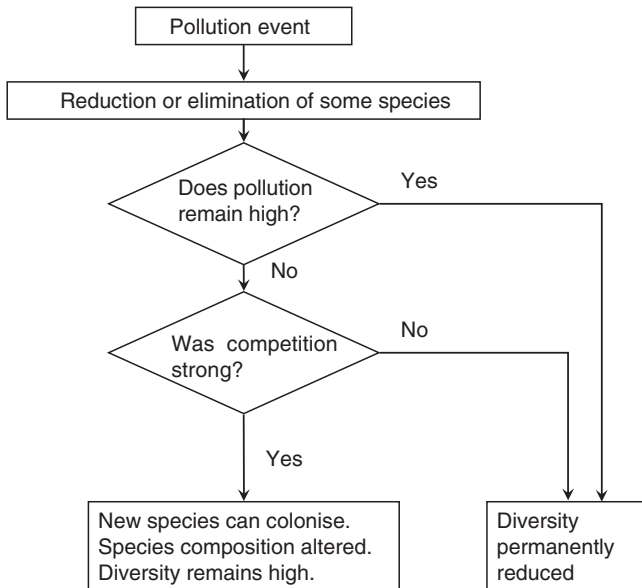 Pollution event
Reduction or elimination of some species
Does pollution
remain high?
Yes
No
Was competition
strong?
No
Yes
New species can colonise.
Species composition altered.
Diversity remains high.
Diversity
permanently
reduced